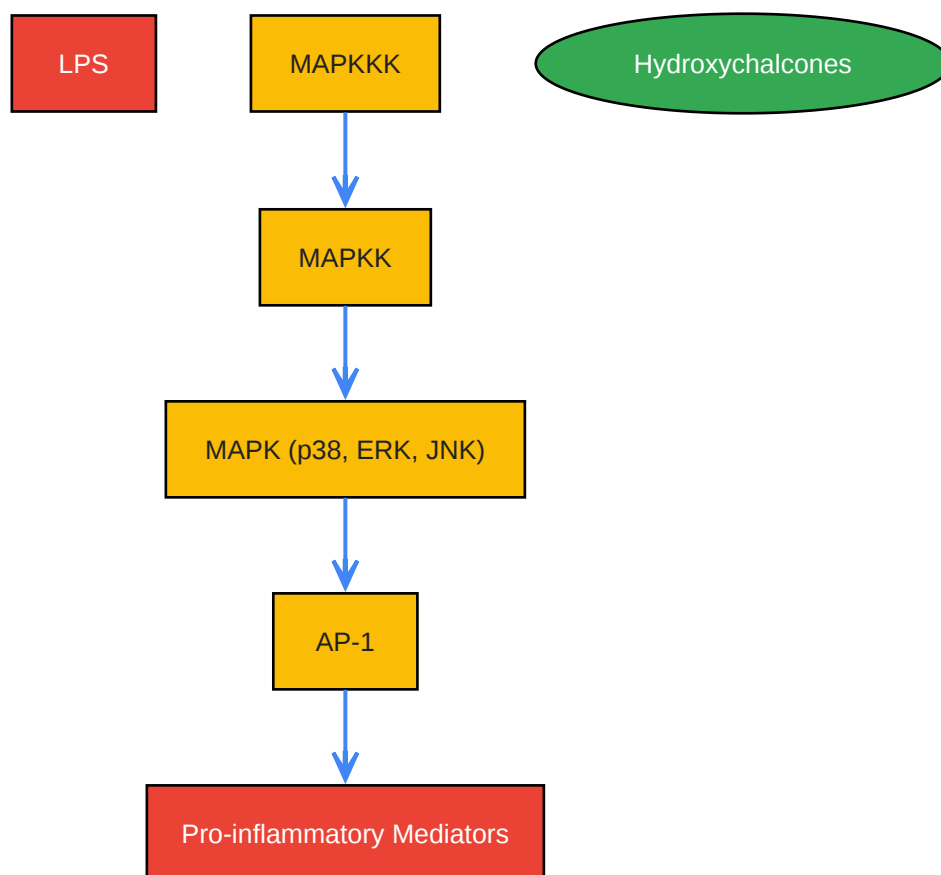 LPS
MAPKKK
Hydroxychalcones
MAPKK
MAPK (p38, ERK, JNK)
AP-1
Pro-inflammatory Mediators